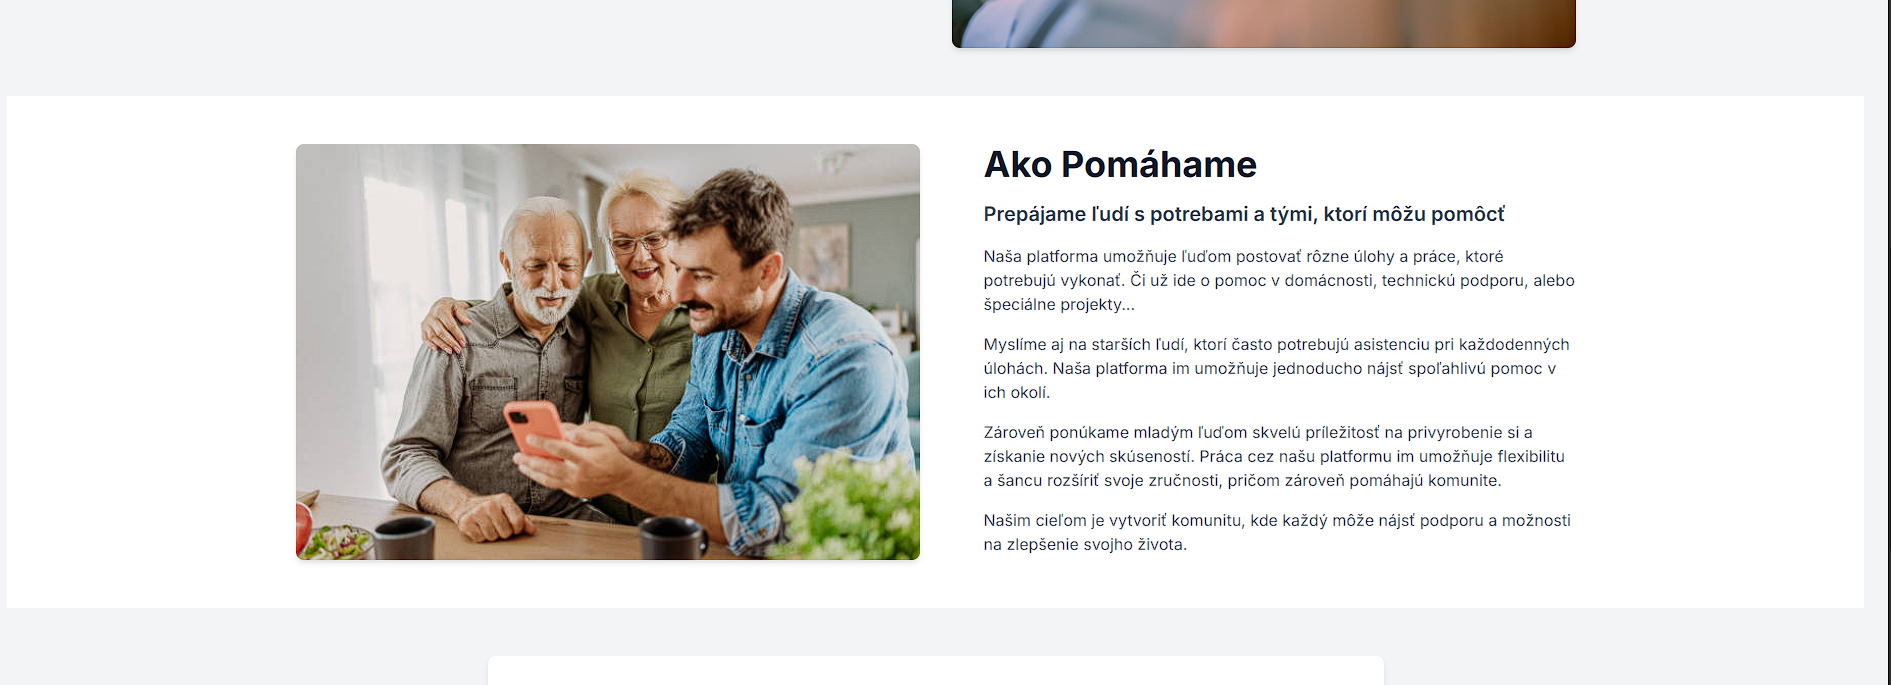 Ako Pomáhame
Prepájame ľudí s potrebami a tými, ktorí môžu pomôcť
Naša platforma umožňuje ľuďom postovať rôzne úlohy a práce, ktoré
potrebujú vykonať. Či už ide o pomoc v domácnosti, technickú podporu, alebo
špeciálne projekty...
Myslíme aj na starších ľudí, ktorí často potrebujú asistenciu pri každodenných
úlohách. Naša platforma im umožňuje jednoducho nájsť spoľahlivú pomoc v
ich okolí.
Zároveň ponúkame mladým ľuďom skvelú príležitosť na privyrobenie si a
získanie nových skúseností. Práca cez našu platformu im umožňuje flexibilitu
a šancu rozšíriť svoje zručnosti, pričom zároveň pomáhajú komunite.
Našim cieľom je vytvoriť komunitu, kde každý môže nájsť podporu a možnosti
na zlepšenie svojho života.